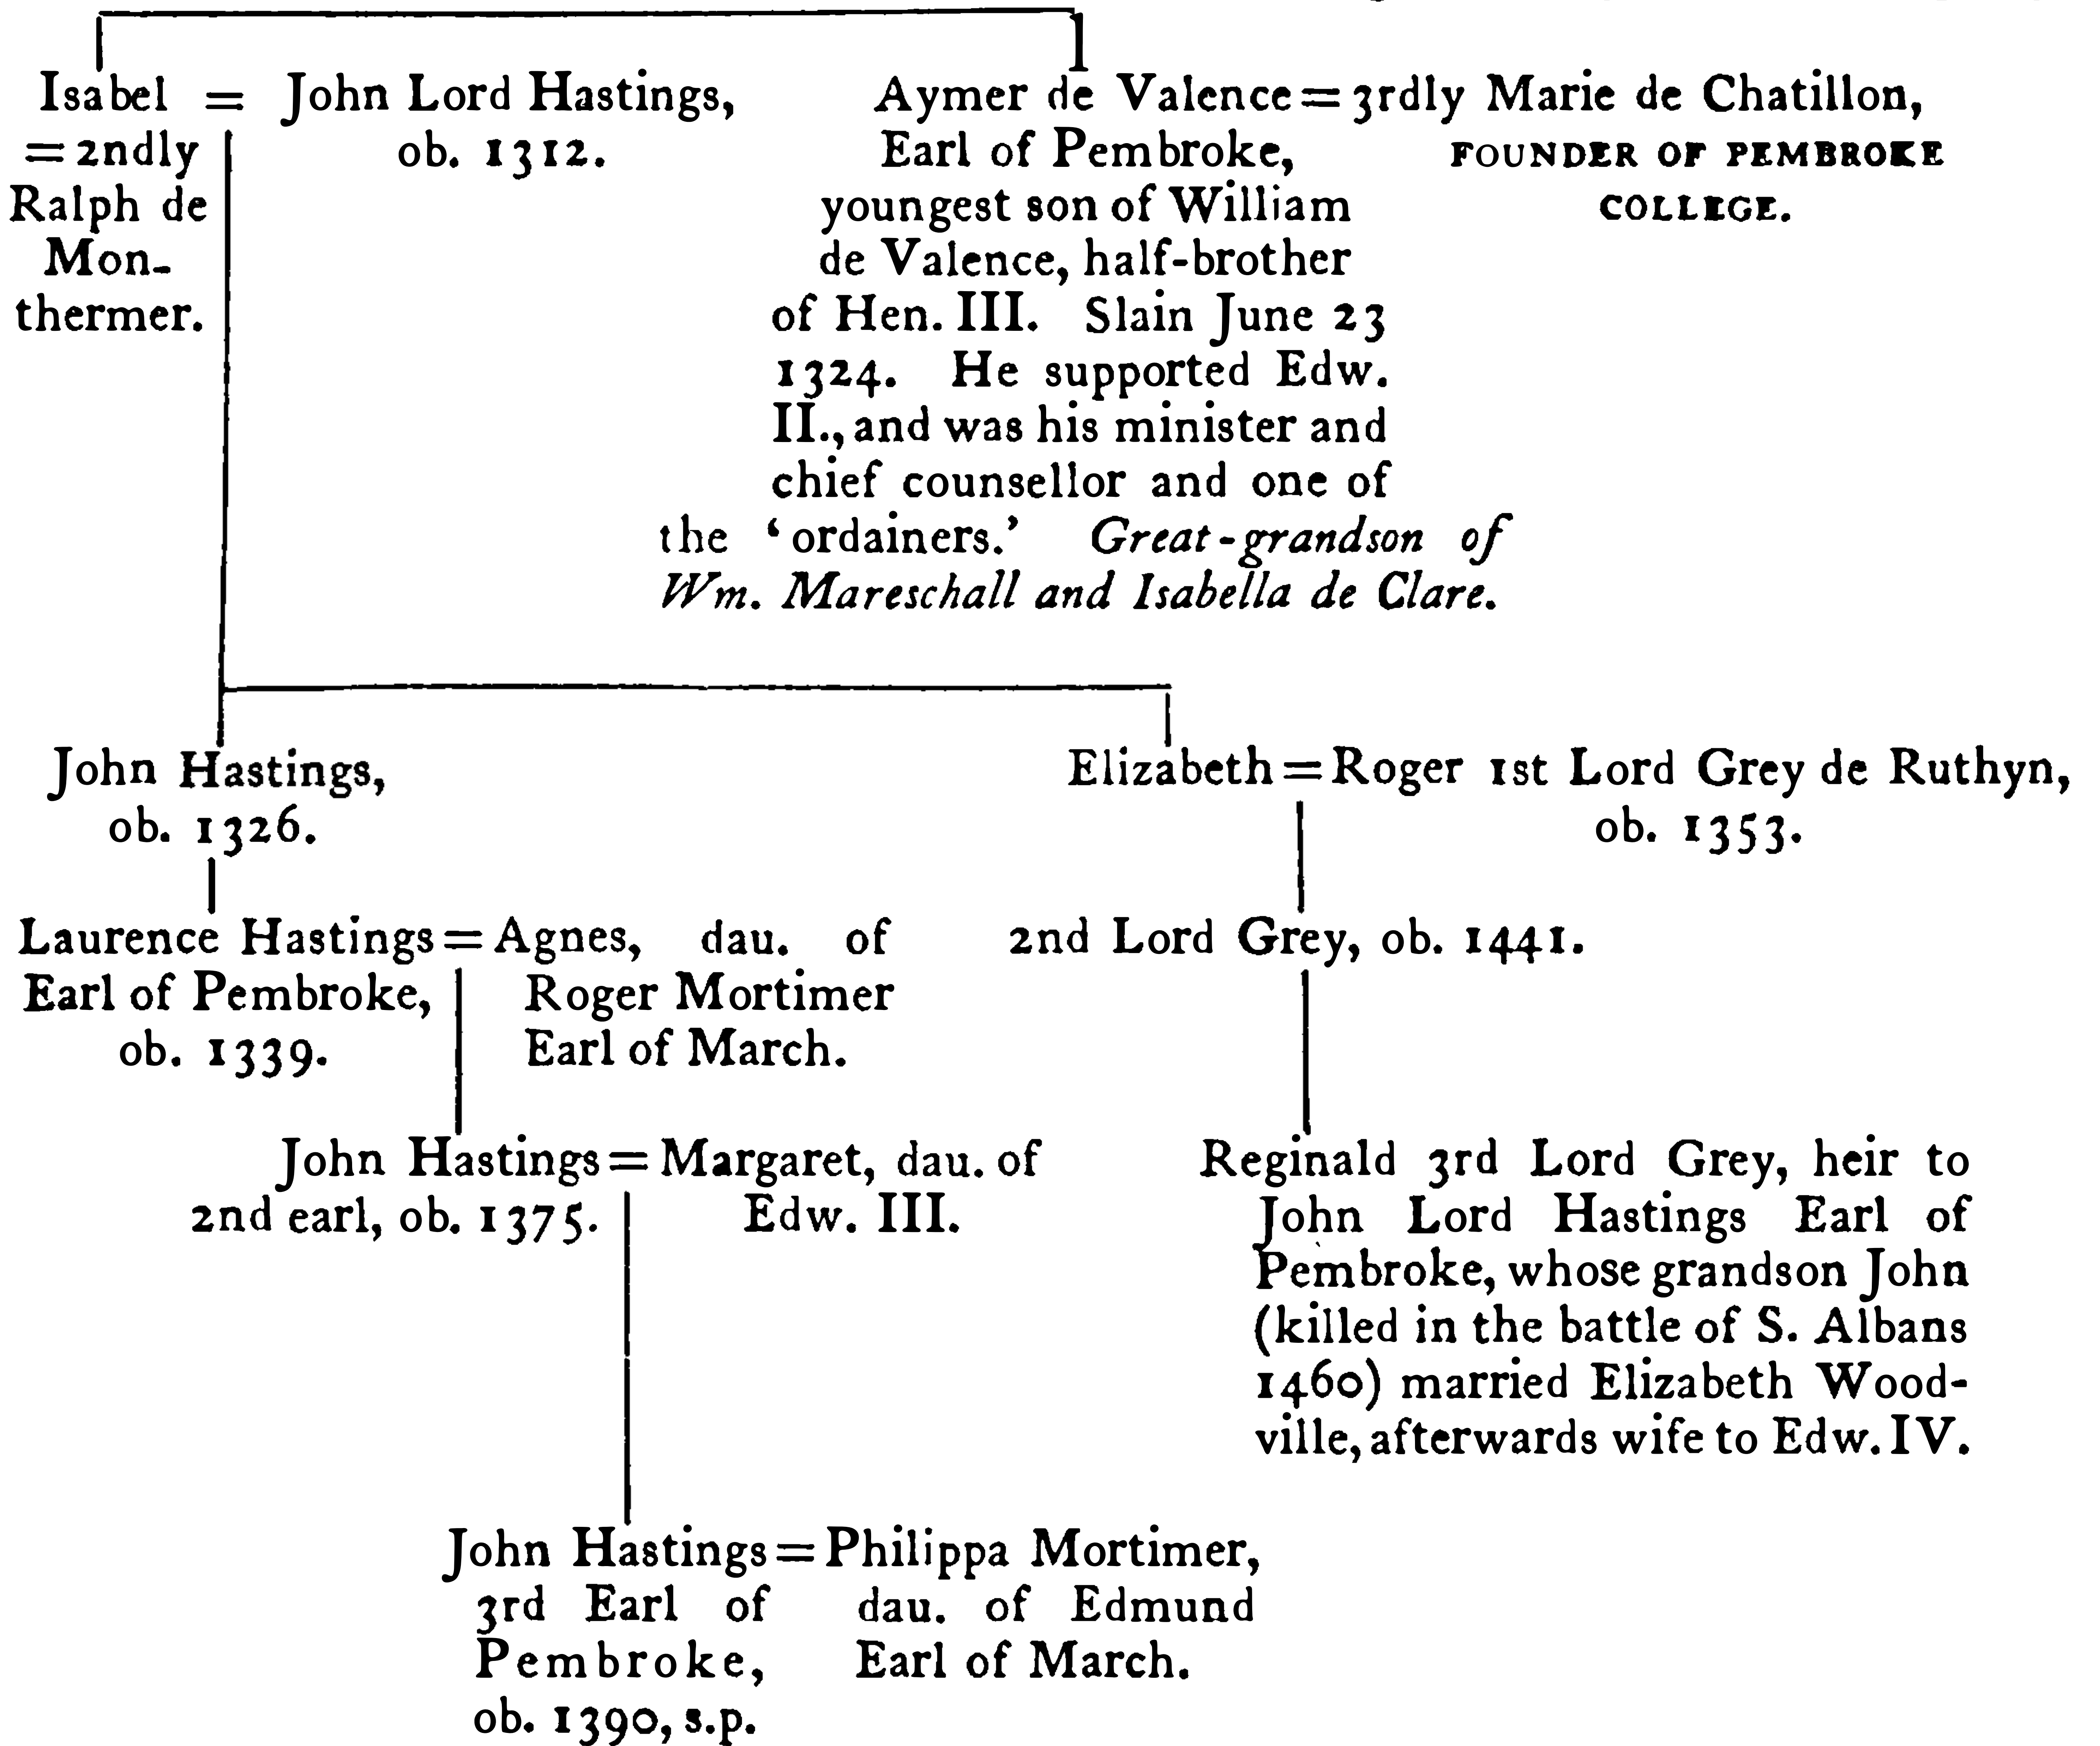 Isabel = John Lord Hastings,
= 2ndly ob. 1312.
Ralph de
Mon-
thermer.
Aymer de Valence = 3rdly Marie de Chatillon,
Earl of Pembroke, FOUNDER OF PEMBROKE
youngest son of William COLLEGE.
de Valence, half-brother
of Hen. III. Slain June 23
1324. He supported Edw.
II., and was his minister and
chief counsellor and one of
the ‘ordainers.’ Great-grandson of
Wm. Mareschall and Isabella de Clare.
John Hastings,
ob. 1326.
Elizabeth = Roger 1st Lord Grey de Ruthyn,
ob. 1353.
Laurence Hastings = Agnes, dau. of
Earl of Pembroke, Roger Mortimer
ob. 1339. Earl of March.
2nd Lord Grey, ob. 1441.
John Hastings = Margaret, dau. of
2nd earl, ob. 1375. Edw. III.
Reginald 3rd Lord Grey, heir to
John Lord Hastings Earl of
Pembroke, whose grandson John
(killed in the battle of S. Albans
1460) married Elizabeth Wood-
ville, afterwards wife to Edw. IV.
John Hastings = Philippa Mortimer,
3rd Earl of dau. of Edmund
Pembroke, Earl of March.
ob. 1390, s.p.